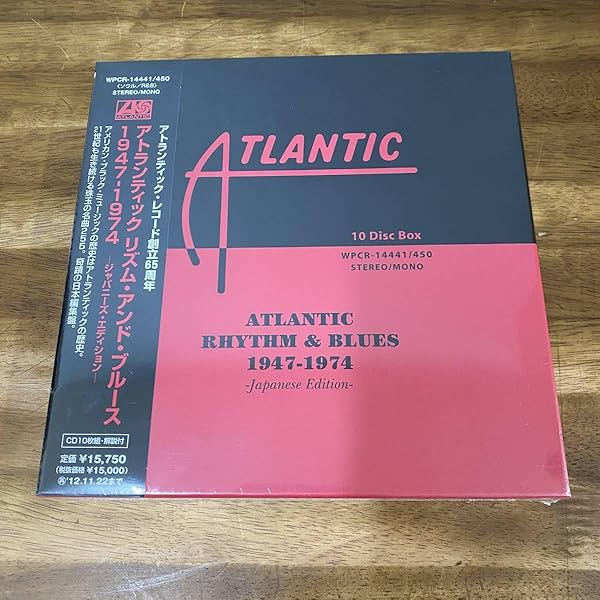 WPCR-14441/450
〈ソウル/R&B〉
STEREO/MONO
ATLANTIC
アトランティック・レコード創立65周年
アトランティック リズム・アンド・ブルース
1947-1974 ―ジャパニーズ・エディション―
アメリカン・ブラック・ミュージックの歴史はアトランティックの歴史。
21世紀も生き続ける珠玉の名曲255。奇蹟の日本編集盤。
CD10枚組・解説付
定価 ¥15,750
(税抜価格 ¥15,000)
Ⓡ'12.11.22まで
ATLANTIC
10 Disc Box
WPCR-14441/450
STEREO/MONO
ATLANTIC
RHYTHM & BLUES
1947-1974
-Japanese Edition-